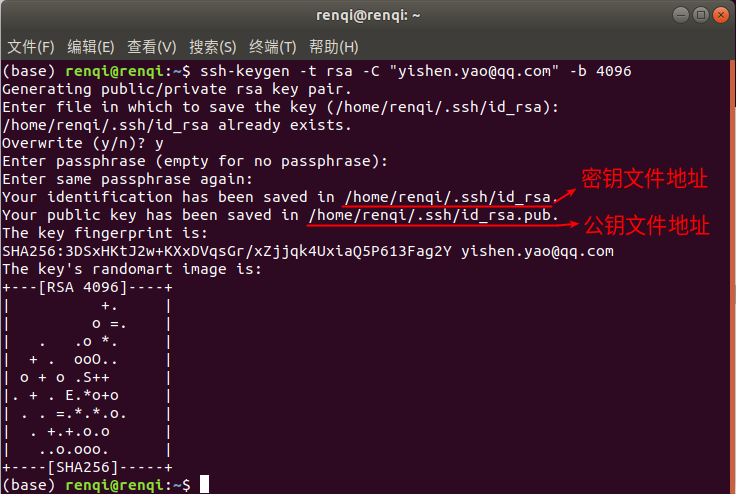 renqi@renqi: ~
文件(F) 编辑(E) 查看(V) 搜索(S) 终端(T) 帮助(H)
(base) renqi@renqi:~$ ssh-keygen -t rsa -C "yishen.yao@qq.com" -b 4096
Generating public/private rsa key pair.
Enter file in which to save the key (/home/renqi/.ssh/id_rsa):
/home/renqi/.ssh/id_rsa already exists.
Overwrite (y/n)? y
Enter passphrase (empty for no passphrase):
Enter same passphrase again:
Your identification has been saved in /home/renqi/.ssh/id_rsa. 密钥文件地址
Your public key has been saved in /home/renqi/.ssh/id_rsa.pub. 公钥文件地址
The key fingerprint is:
SHA256:3DSxHKtJ2w+KXxDVqsGr/xZjjqk4UxiaQ5P613Fag2Y yishen.yao@qq.com
The key's randomart image is:
+---[RSA 4096]----+
|          +.     |
|         o =.    |
|   .   .o *.     |
|  + .  ooO..     |
| o + o .S++      |
|. + . E.*o+o     |
| . . =.*.*.o.    |
|  . +.+.o.o      |
|   ..o.ooo.      |
+----[SHA256]-----+
(base) renqi@renqi:~$